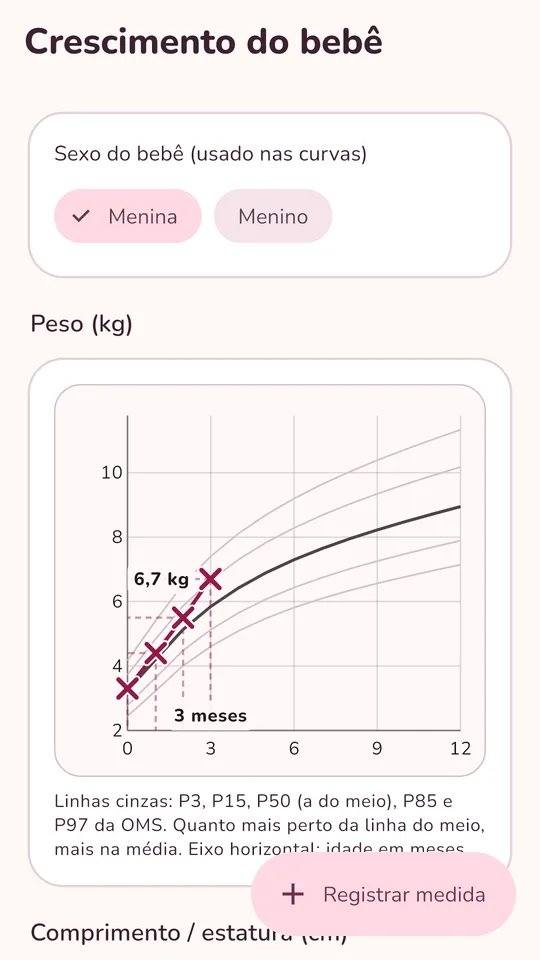 Crescimento do bebê
Sexo do bebê (usado nas curvas)
Menina
Menino
Peso (kg)
10
8
6,7 kg
6
4
3 meses
2
0 3 6 9 12
Linhas cinzas: P3, P15, P50 (a do meio), P85 e
P97 da OMS. Quanto mais perto da linha do meio,
mais na média. Eixo horizontal: idade em meses
Registrar medida
Comprimento / estatura (cm)